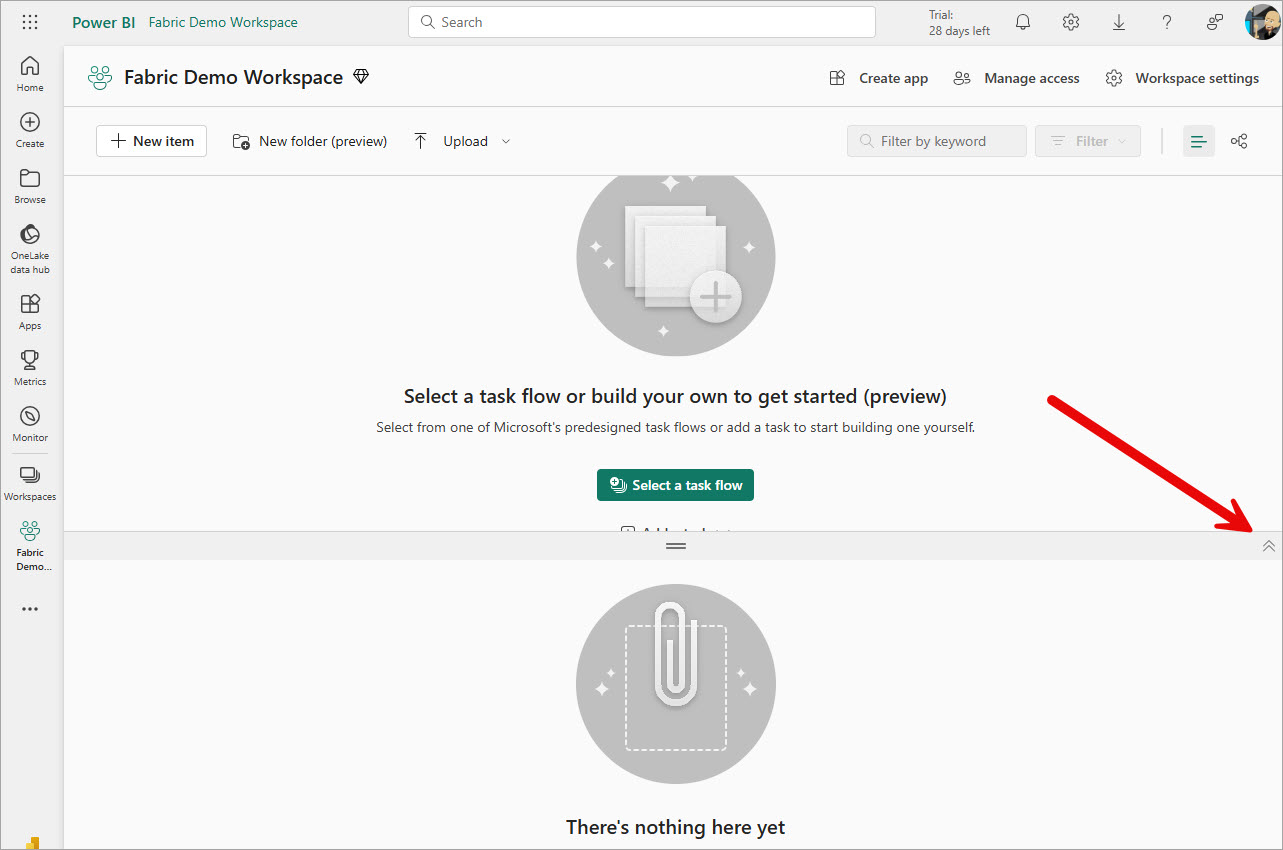 Power BI Fabric Demo Workspace
Search
Trial:
28 days left
Home
Create
Browse
OneLake
data hub
Apps
Metrics
Monitor
Workspaces
Fabric
Demo...
Fabric Demo Workspace
Create app
Manage access
Workspace settings
New item
New folder (preview)
Upload
Filter by keyword
Filter
Select a task flow or build your own to get started (preview)
Select from one of Microsoft's predesigned task flows or add a task to start building one yourself.
Select a task flow
There's nothing here yet